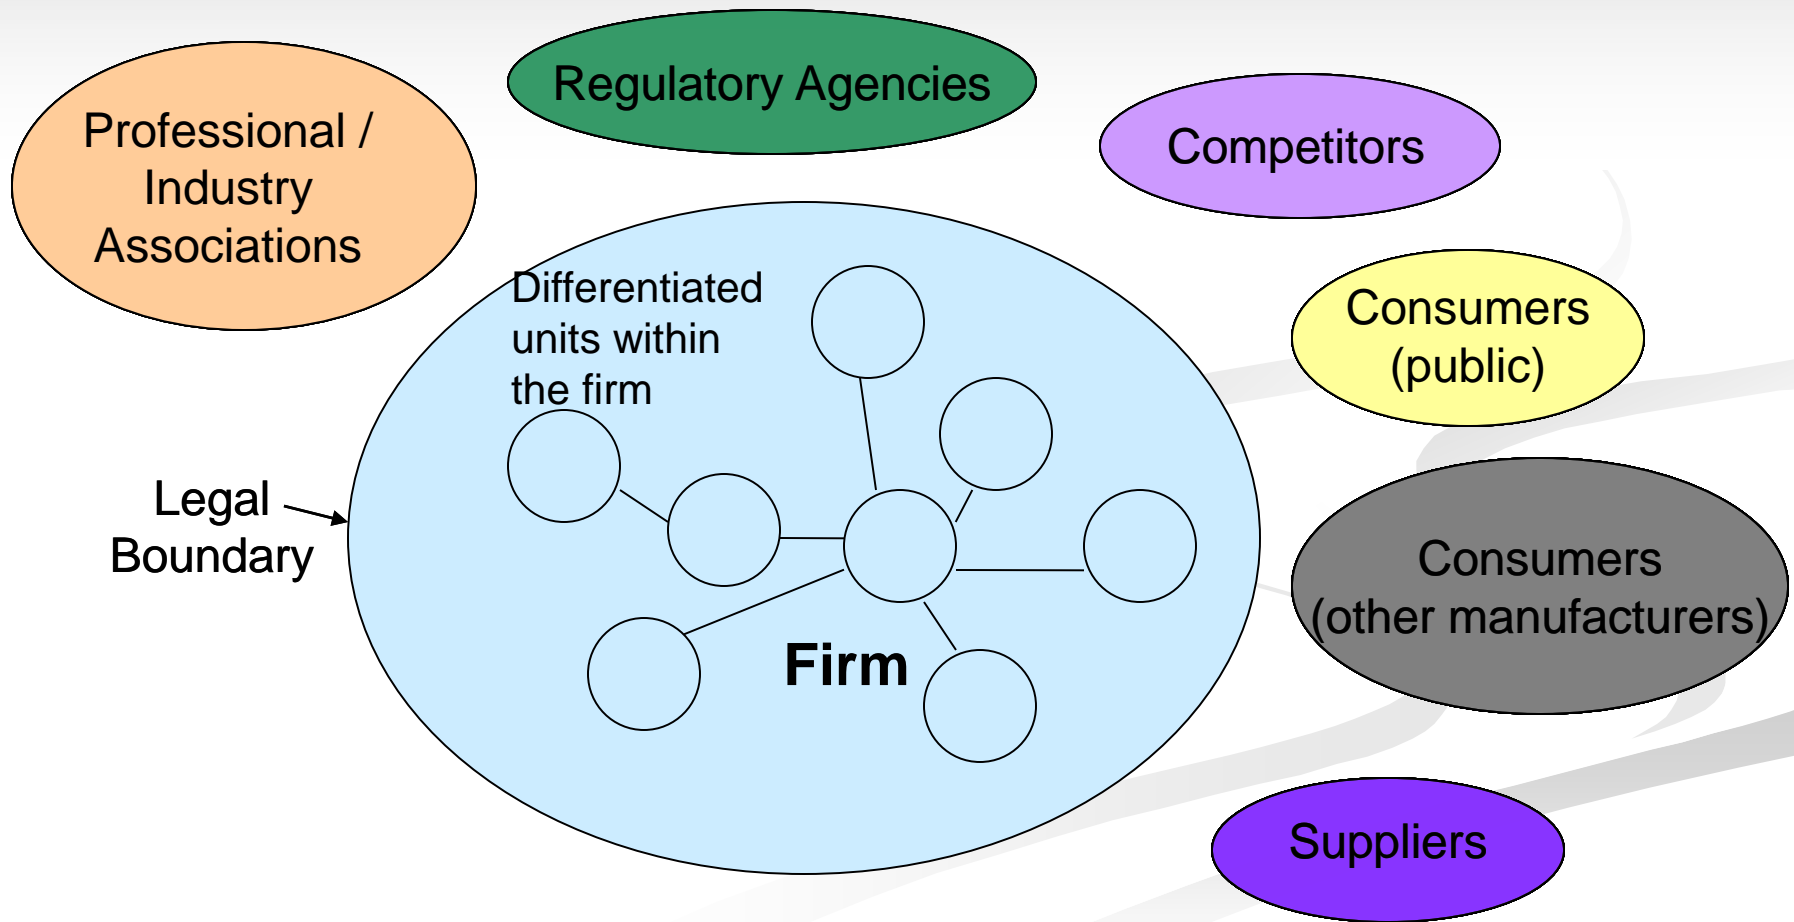 Professional /
Industry
Associations
Regulatory Agencies
Competitors
Differentiated
units within
the firm
Consumers
(public)
Legal
Boundary
Consumers
(other manufacturers)
Firm
Suppliers